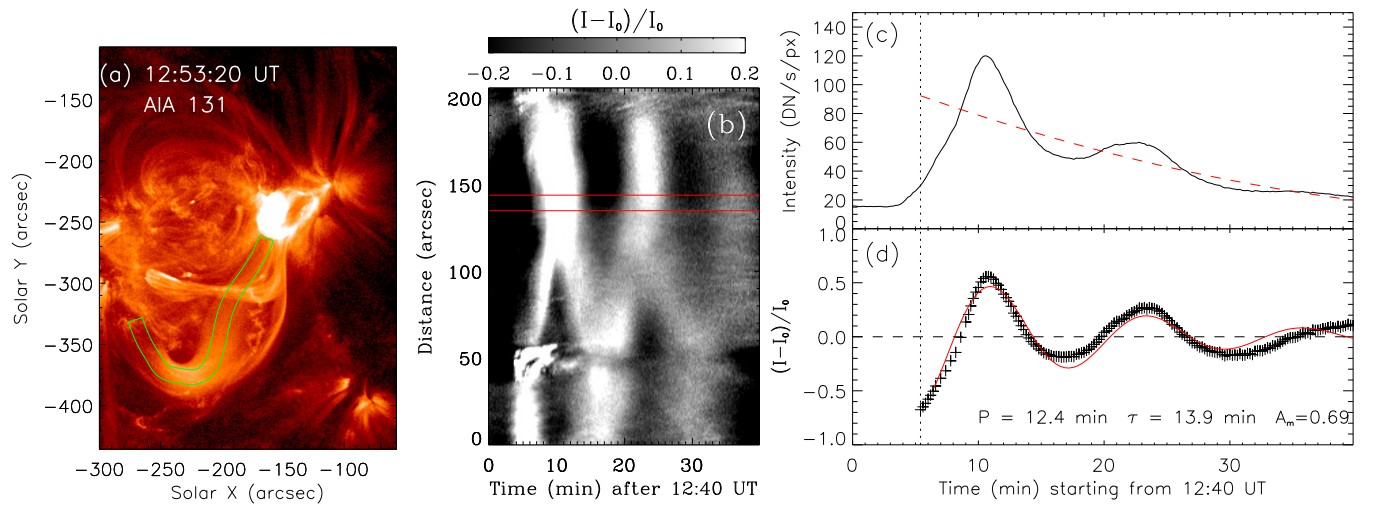 (a) 12:53:20 UT
AIA 131
-150
-200
-250
-300
-350
-400
Solar Y (arcsec)
-300 -250 -200 -150 -100
Solar X (arcsec)
(I-I₀)/I₀
-0.2 -0.1 0.0 0.1 0.2
(b)
200
150
100
50
0
Distance (arcsec)
0 10 20 30
Time (min) after 12:40 UT
(c)
140
120
100
80
60
40
20
0
Intensity (DN/s/px)
(d)
1.0
0.5
0.0
-0.5
-1.0
(I-I₀)/I₀
P = 12.4 min τ = 13.9 min Aₘ=0.69
0 10 20 30
Time (min) starting from 12:40 UT